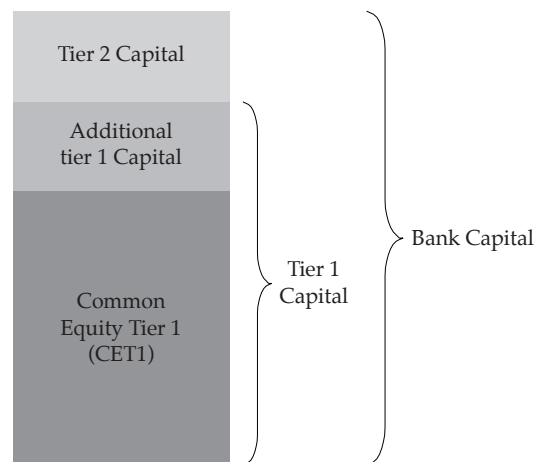 Tier 2 Capital
Additional
tier 1 Capital
Common
Equity Tier 1
(CET1)
Tier 1
Capital
Bank Capital